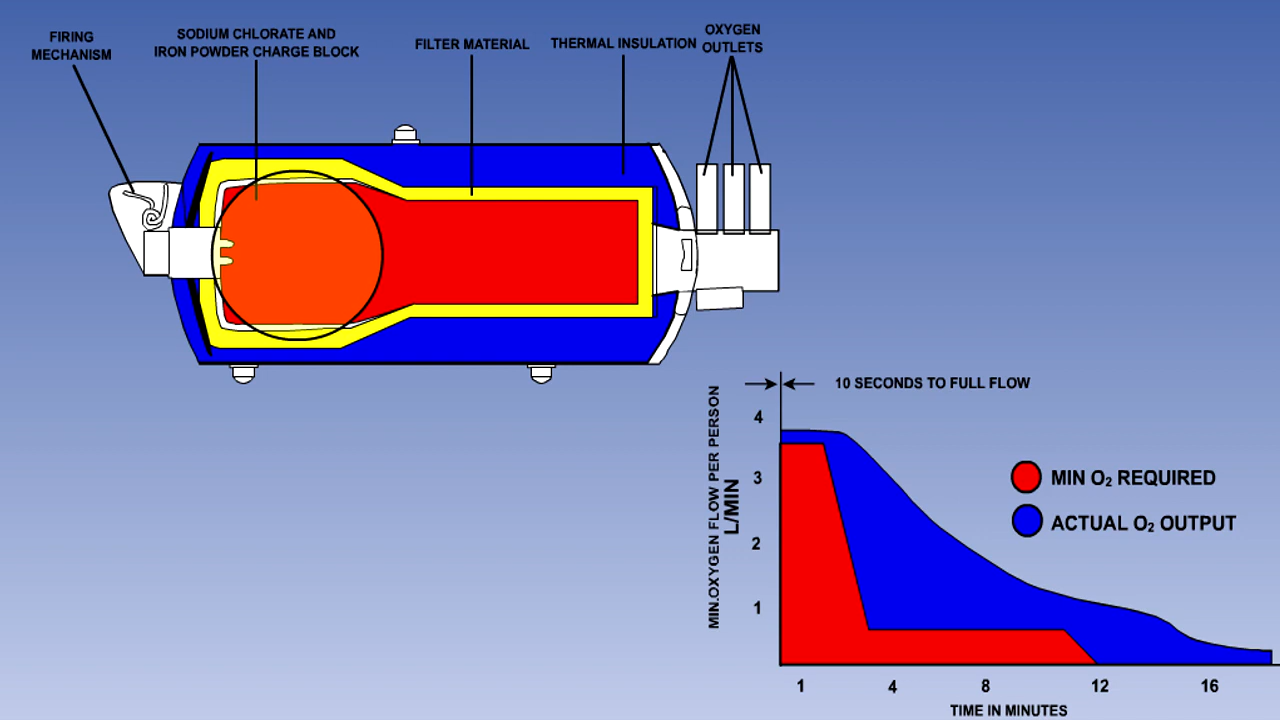 FIRING
MECHANISM
SODIUM CHLORATE AND
IRON POWDER CHARGE BLOCK
FILTER MATERIAL
THERMAL INSULATION
OXYGEN
OUTLETS
10 SECONDS TO FULL FLOW
MIN.OXYGEN FLOW PER PERSON
L/MIN
4
3
2
1
MIN O₂ REQUIRED
ACTUAL O₂ OUTPUT
1 4 8 12 16
TIME IN MINUTES